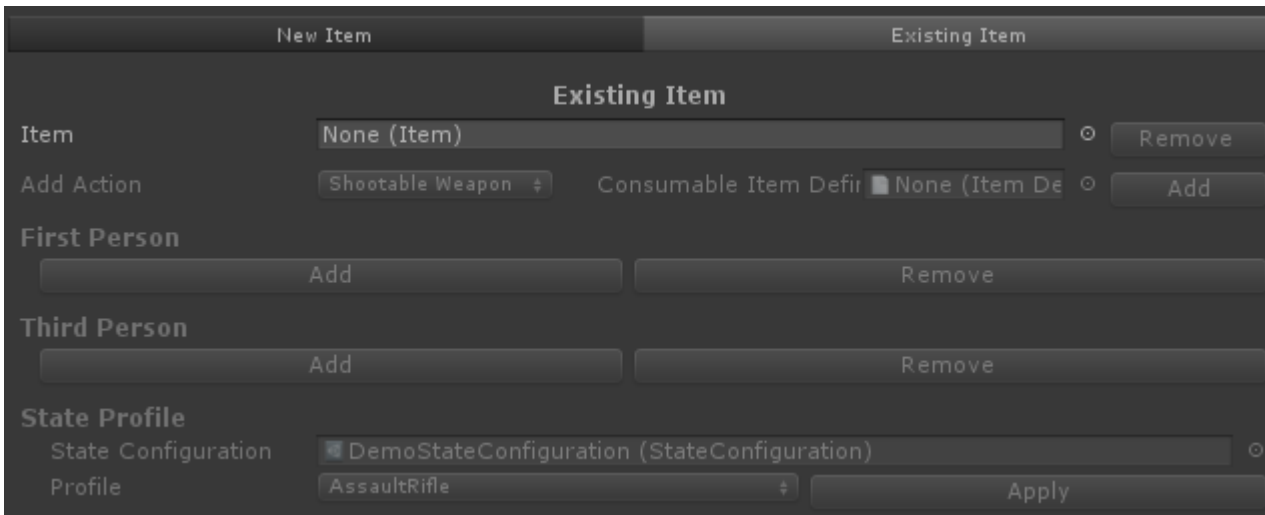 New Item Existing Item
Existing Item
Item None (Item) Remove
Add Action Shootable Weapon Consumable Item Defir None (Item De Add
First Person
Add Remove
Third Person
Add Remove
State Profile
State Configuration DemoStateConfiguration (StateConfiguration)
Profile AssaultRifle Apply